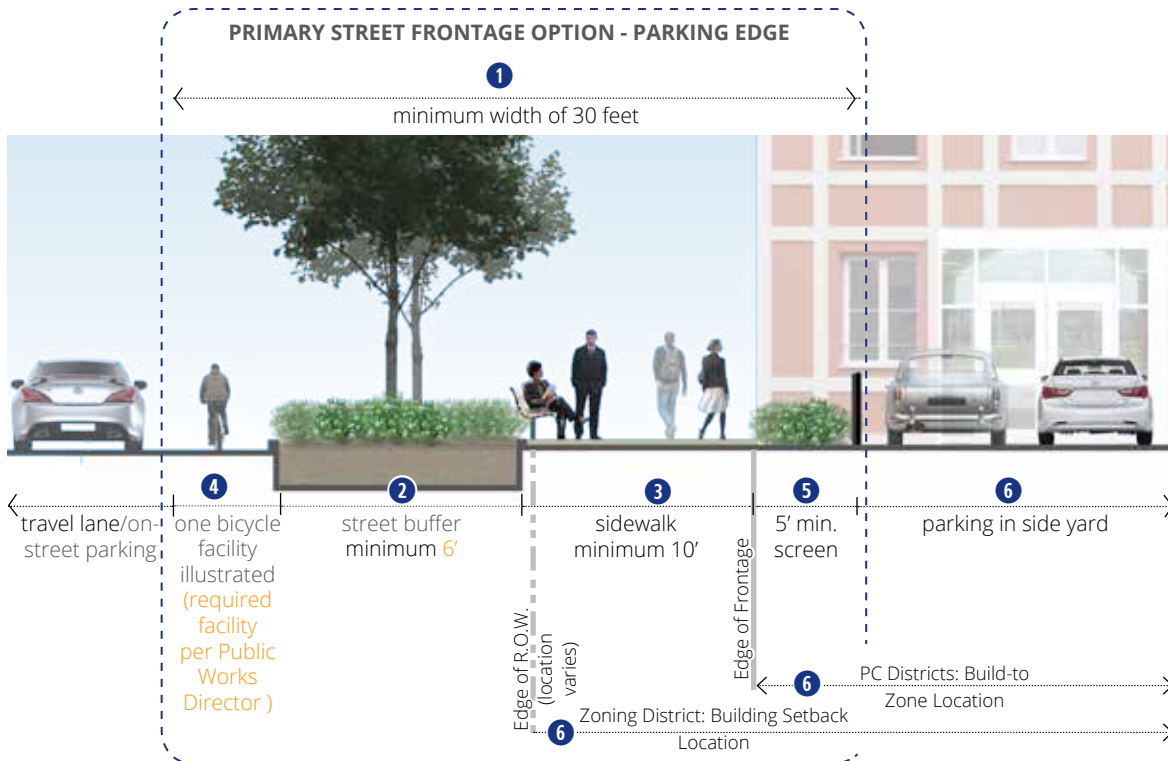 PRIMARY STREET FRONTAGE OPTION - PARKING EDGE
1
minimum width of 30 feet
4
2
3
5
6
travel lane/on-
street parking
one bicycle
facility
illustrated
(required
facility
per Public
Works
Director )
street buffer
minimum 6'
sidewalk
minimum 10'
5' min.
screen
parking in side yard
Edge of R.O.W.
(location
varies)
Edge of Frontage
6
PC Districts: Build-to
Zone Location
6
Zoning District: Building Setback
Location